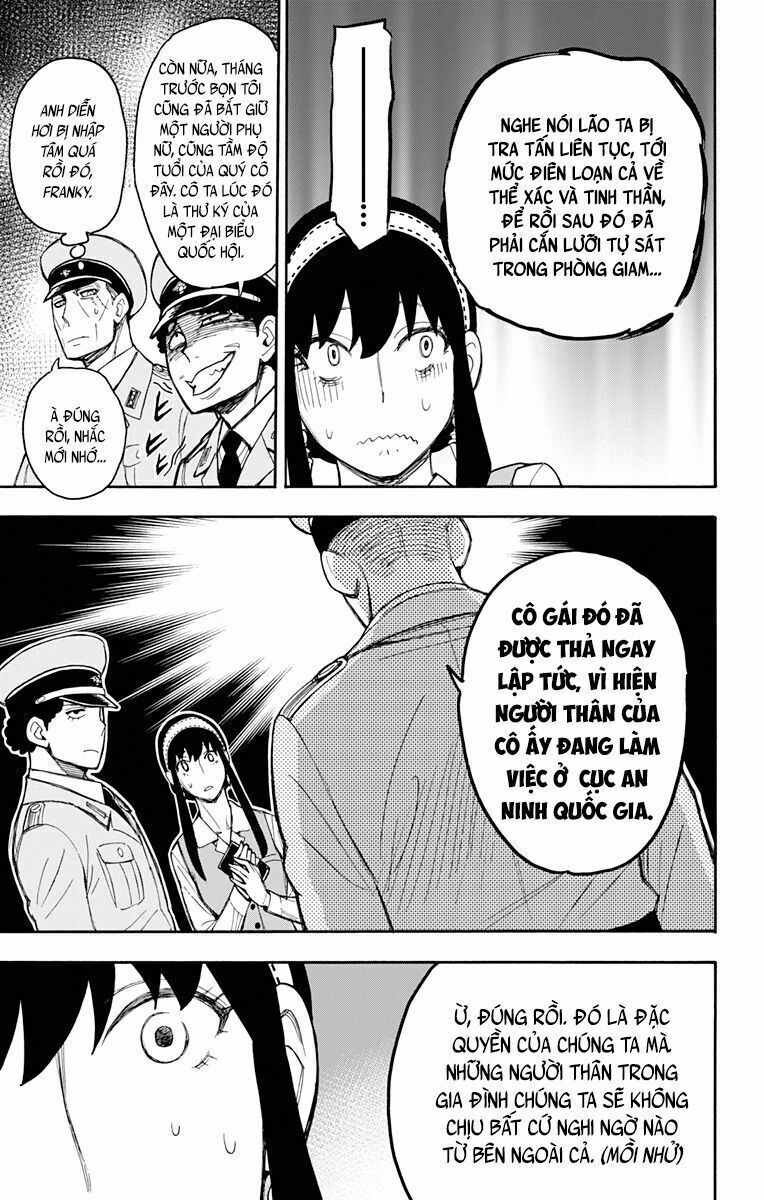 NGHE NÓI LÃO TA BỊ
TRA TẤN LIÊN TỤC, TỚI
MỨC ĐIÊN LOẠN CẢ VỀ
THỂ XÁC VÀ TINH THẦN,
ĐỂ RỒI SAU ĐÓ ĐÃ
PHẢI CẮN LƯỠI TỰ SÁT
TRONG PHÒNG GIAM...
CÒN NỮA, THÁNG
TRƯỚC BỌN TÔI
CŨNG ĐÃ BẮT GIỮ
MỘT NGƯỜI PHỤ
NỮ, CŨNG TẦM ĐỘ
TUỔI CỦA QUÝ CÔ
ĐÂY. CÔ TA LÚC ĐÓ
LÀ THƯ KÝ CỦA
MỘT ĐẠI BIỂU
QUỐC HỘI.
ANH DIỄN
HƠI BỊ NHẬP
TÂM QUÁ
RỒI ĐÓ,
FRANKY.
À ĐÚNG
RỒI, NHẮC
MỚI NHỚ...
CÔ GÁI ĐÓ ĐÃ
ĐƯỢC THẢ NGAY
LẬP TỨC, VÌ HIỆN
NGƯỜI THÂN CỦA
CÔ ẤY ĐANG LÀM
VIỆC Ở CỤC AN
NINH QUỐC GIA.
Ừ, ĐÚNG RỒI. ĐÓ LÀ ĐẶC
QUYỀN CỦA CHÚNG TA MÀ.
NHỮNG NGƯỜI THÂN TRONG
GIA ĐÌNH CHÚNG TA SẼ KHÔNG
CHỊU BẤT CỨ NGHI NGỜ NÀO
TỪ BÊN NGOÀI CẢ. (MỒI NHỬ)